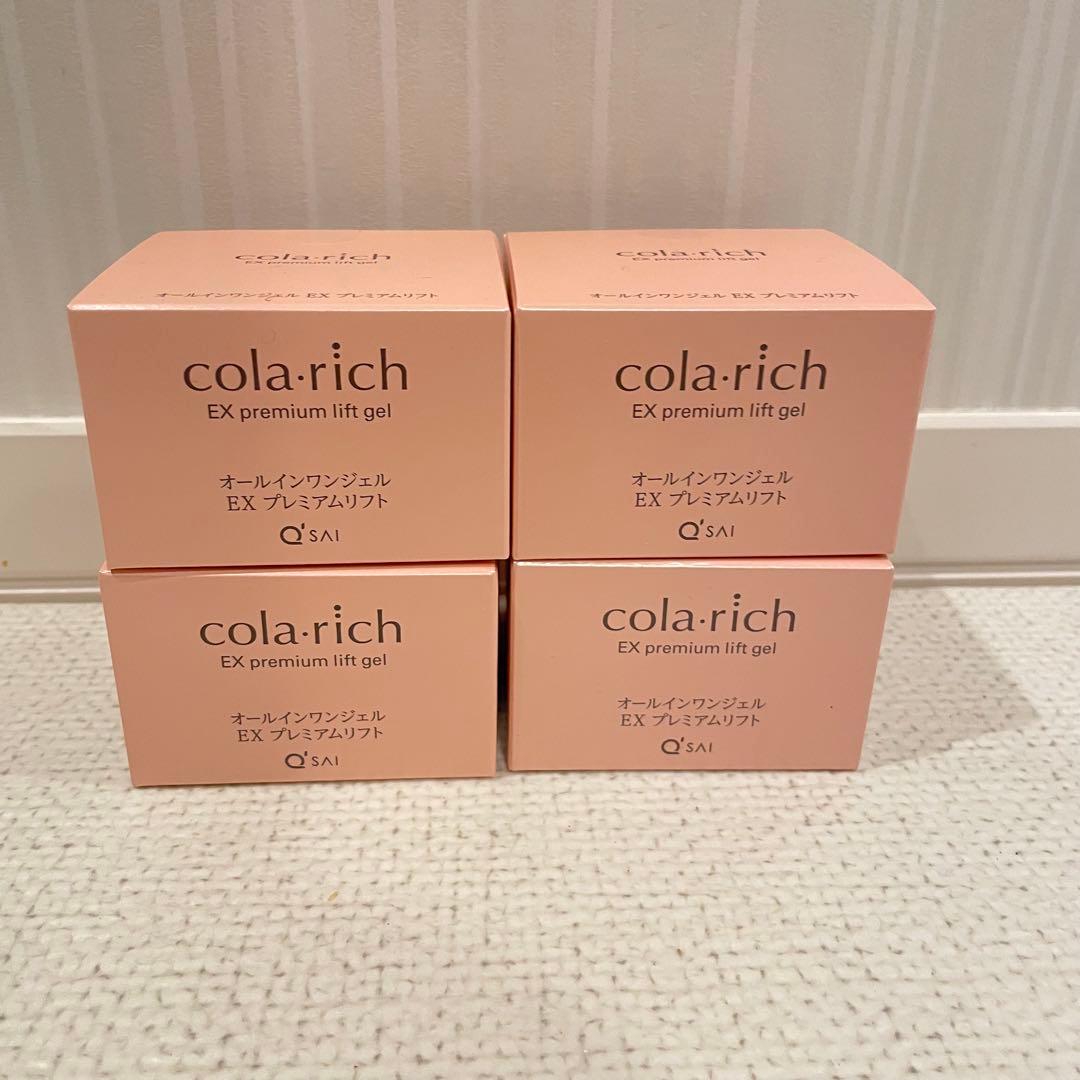 cola·rich
EX premium lift gel
オールインワンジェル EX プレミアムリフト
cola·rich
EX premium lift gel
オールインワンジェル
EX プレミアムリフト
Q'SAI
cola·rich
EX premium lift gel
オールインワンジェル EX プレミアムリフト
cola·rich
EX premium lift gel
オールインワンジェル
EX プレミアムリフト
Q'SAI
cola·rich
EX premium lift gel
オールインワンジェル
EX プレミアムリフト
Q'SAI
cola·rich
EX premium lift gel
オールインワンジェル
EX プレミアムリフト
Q'SAI